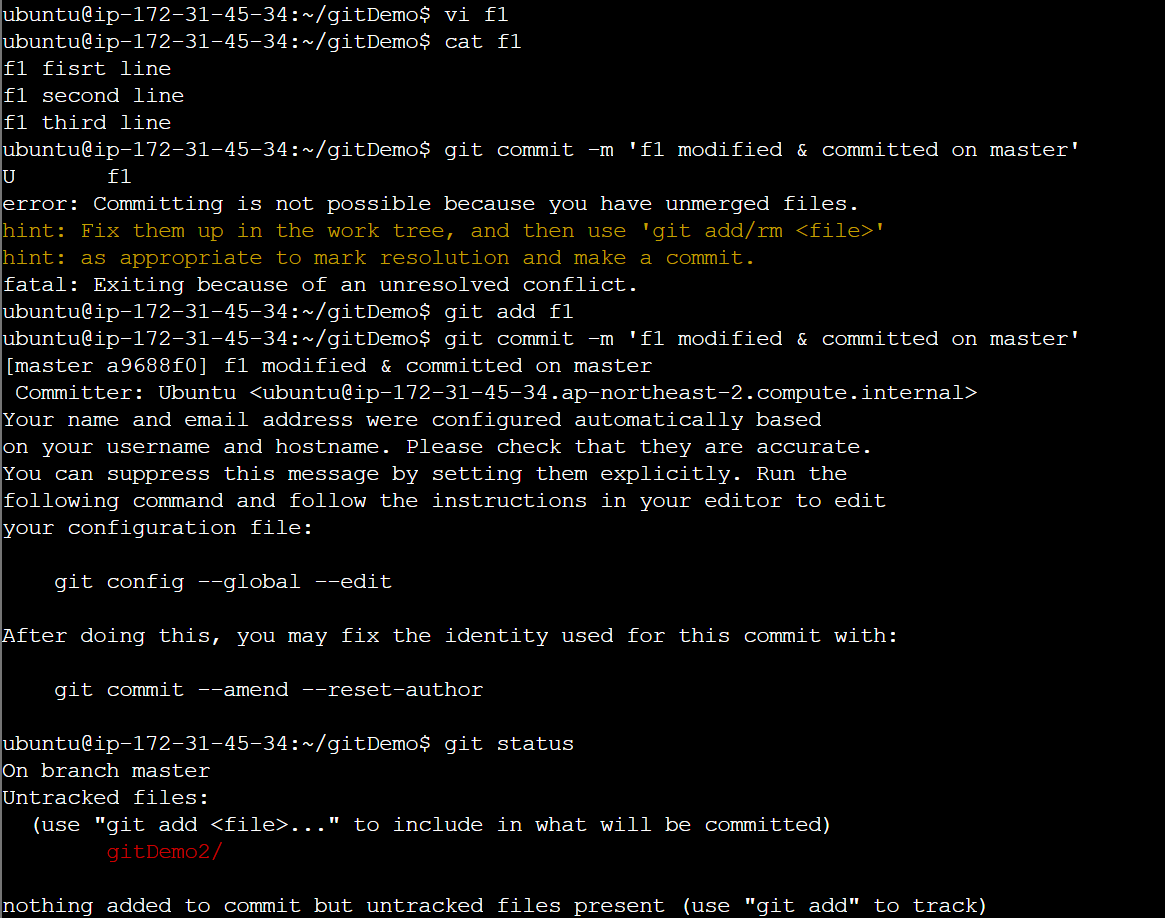 ubuntu@ip-172-31-45-34:~/gitDemo$ vi f1
ubuntu@ip-172-31-45-34:~/gitDemo$ cat f1
f1 fisrt line
f1 second line
f1 third line
ubuntu@ip-172-31-45-34:~/gitDemo$ git commit -m 'f1 modified & committed on master'
U       f1
error: Committing is not possible because you have unmerged files.
hint: Fix them up in the work tree, and then use 'git add/rm <file>'
hint: as appropriate to mark resolution and make a commit.
fatal: Exiting because of an unresolved conflict.
ubuntu@ip-172-31-45-34:~/gitDemo$ git add f1
ubuntu@ip-172-31-45-34:~/gitDemo$ git commit -m 'f1 modified & committed on master'
[master a9688f0] f1 modified & committed on master
 Committer: Ubuntu <ubuntu@ip-172-31-45-34.ap-northeast-2.compute.internal>
Your name and email address were configured automatically based
on your username and hostname. Please check that they are accurate.
You can suppress this message by setting them explicitly. Run the
following command and follow the instructions in your editor to edit
your configuration file:

    git config --global --edit

After doing this, you may fix the identity used for this commit with:

    git commit --amend --reset-author

ubuntu@ip-172-31-45-34:~/gitDemo$ git status
On branch master
Untracked files:
  (use "git add <file>..." to include in what will be committed)
        gitDemo2/

nothing added to commit but untracked files present (use "git add" to track)